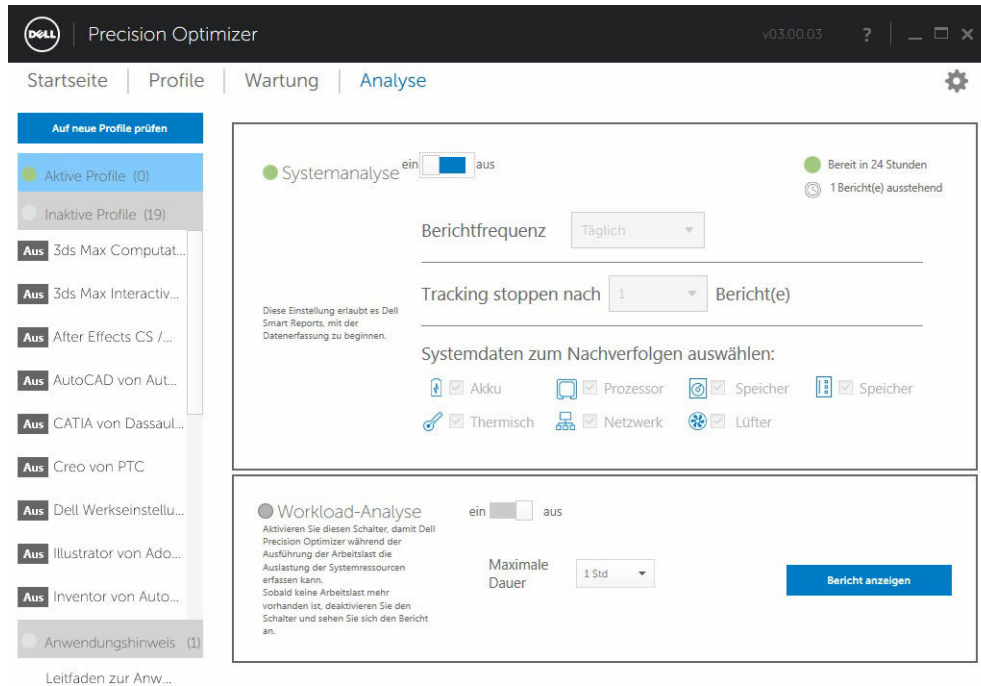 DELL
Precision Optimizer
v03.00.03
?
Startseite
Profile
Wartung
Analyse
Auf neue Profile prüfen
Aktive Profile (0)
Inaktive Profile (19)
Aus 3ds Max Computat...
Aus 3ds Max Interactiv...
Aus After Effects CS /...
Aus AutoCAD von Aut...
Aus CATIA von Dassaul...
Aus Creo von PTC
Aus Dell Werkseinstellu...
Aus Illustrator von Ado...
Aus Inventor von Auto...
Anwendungshinweis (1)
Leitfaden zur Anw...
Systemanalyse
ein aus
Bereit in 24 Stunden
1 Bericht(e) ausstehend
Diese Einstellung erlaubt es Dell
Smart Reports, mit der
Datenerfassung zu beginnen.
Berichtfrequenz Täglich
Tracking stoppen nach 1 Bericht(e)
Systemdaten zum Nachverfolgen auswählen:
Akku Prozessor Speicher Speicher
Thermisch Netzwerk Lüfter
Workload-Analyse
ein aus
Aktivieren Sie diesen Schalter, damit Dell
Precision Optimizer während der
Ausführung der Arbeitslast die
Auslastung der Systemressourcen
erfassen kann.
Sobald keine Arbeitslast mehr
vorhanden ist, deaktivieren Sie den
Schalter und sehen Sie sich den Bericht
an.
Maximale
Dauer
1 Std
Bericht anzeigen